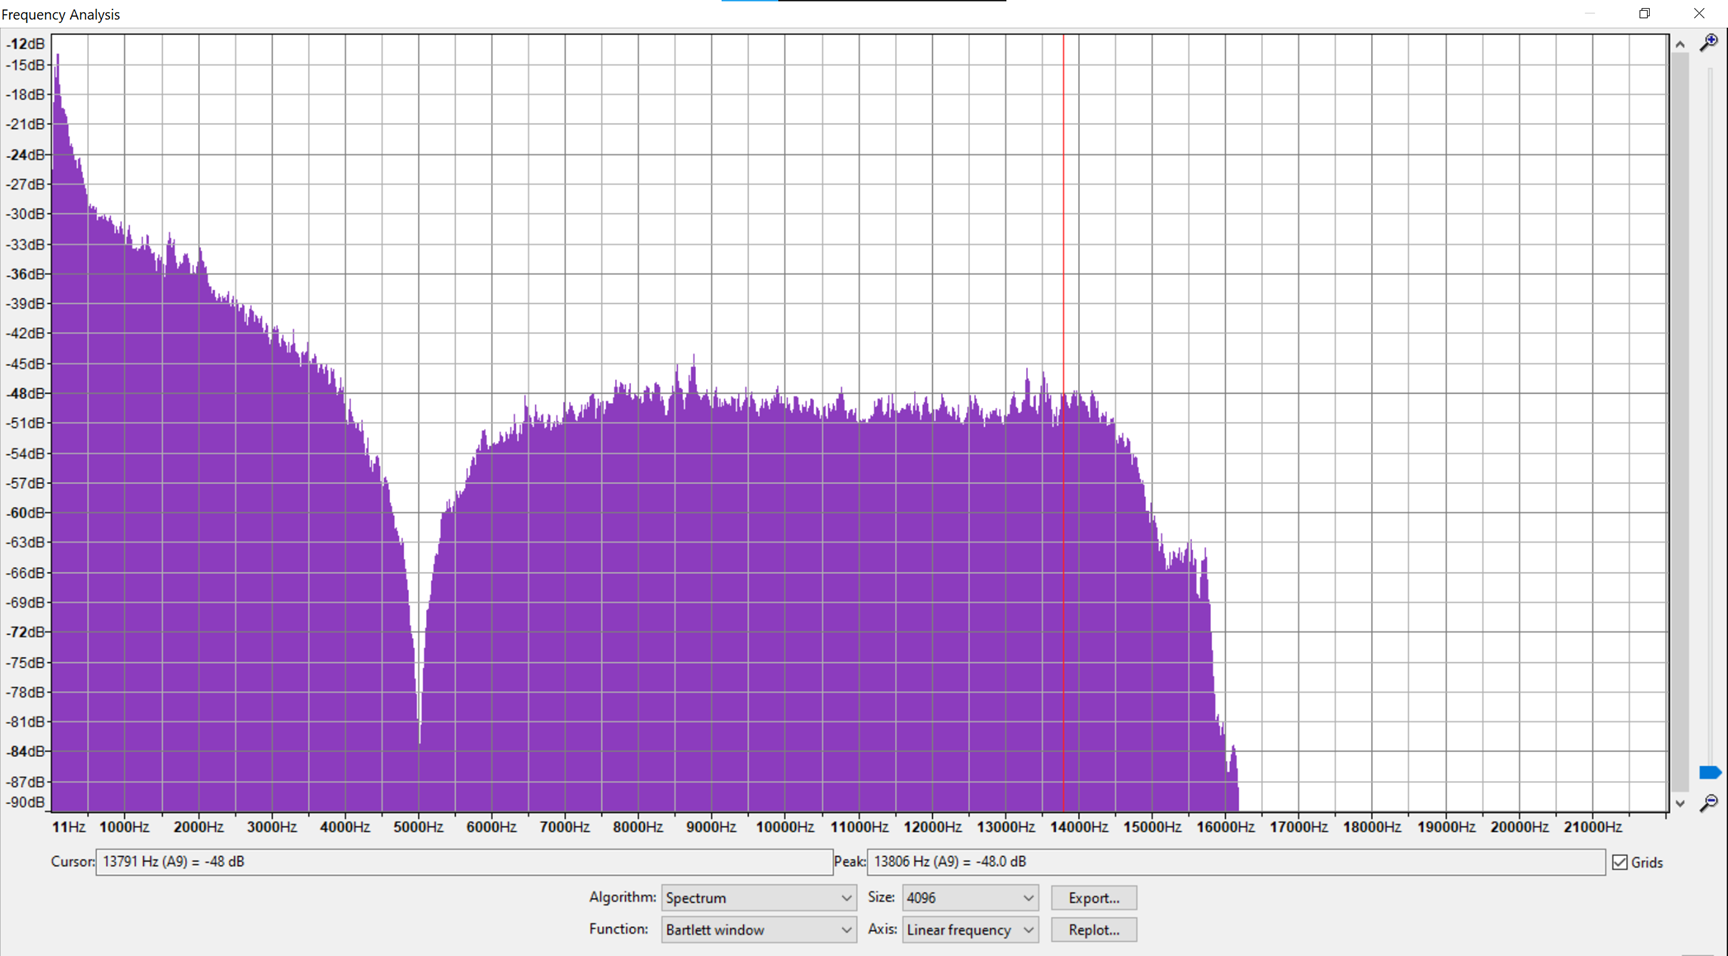 Frequency Analysis
-12dB
-15dB
-18dB
-21dB
-24dB
-27dB
-30dB
-33dB
-36dB
-39dB
-42dB
-45dB
-48dB
-51dB
-54dB
-57dB
-60dB
-63dB
-66dB
-69dB
-72dB
-75dB
-78dB
-81dB
-84dB
-87dB
-90dB
11Hz 1000Hz 2000Hz 3000Hz 4000Hz 5000Hz 6000Hz 7000Hz 8000Hz 9000Hz 10000Hz 11000Hz 12000Hz 13000Hz 14000Hz 15000Hz 16000Hz 17000Hz 18000Hz 19000Hz 20000Hz 21000Hz
Cursor: 13791 Hz (A9) = -48 dB Peak: 13806 Hz (A9) = -48.0 dB Grids
Algorithm: Spectrum Size: 4096 Export...
Function: Bartlett window Axis: Linear frequency Replot...